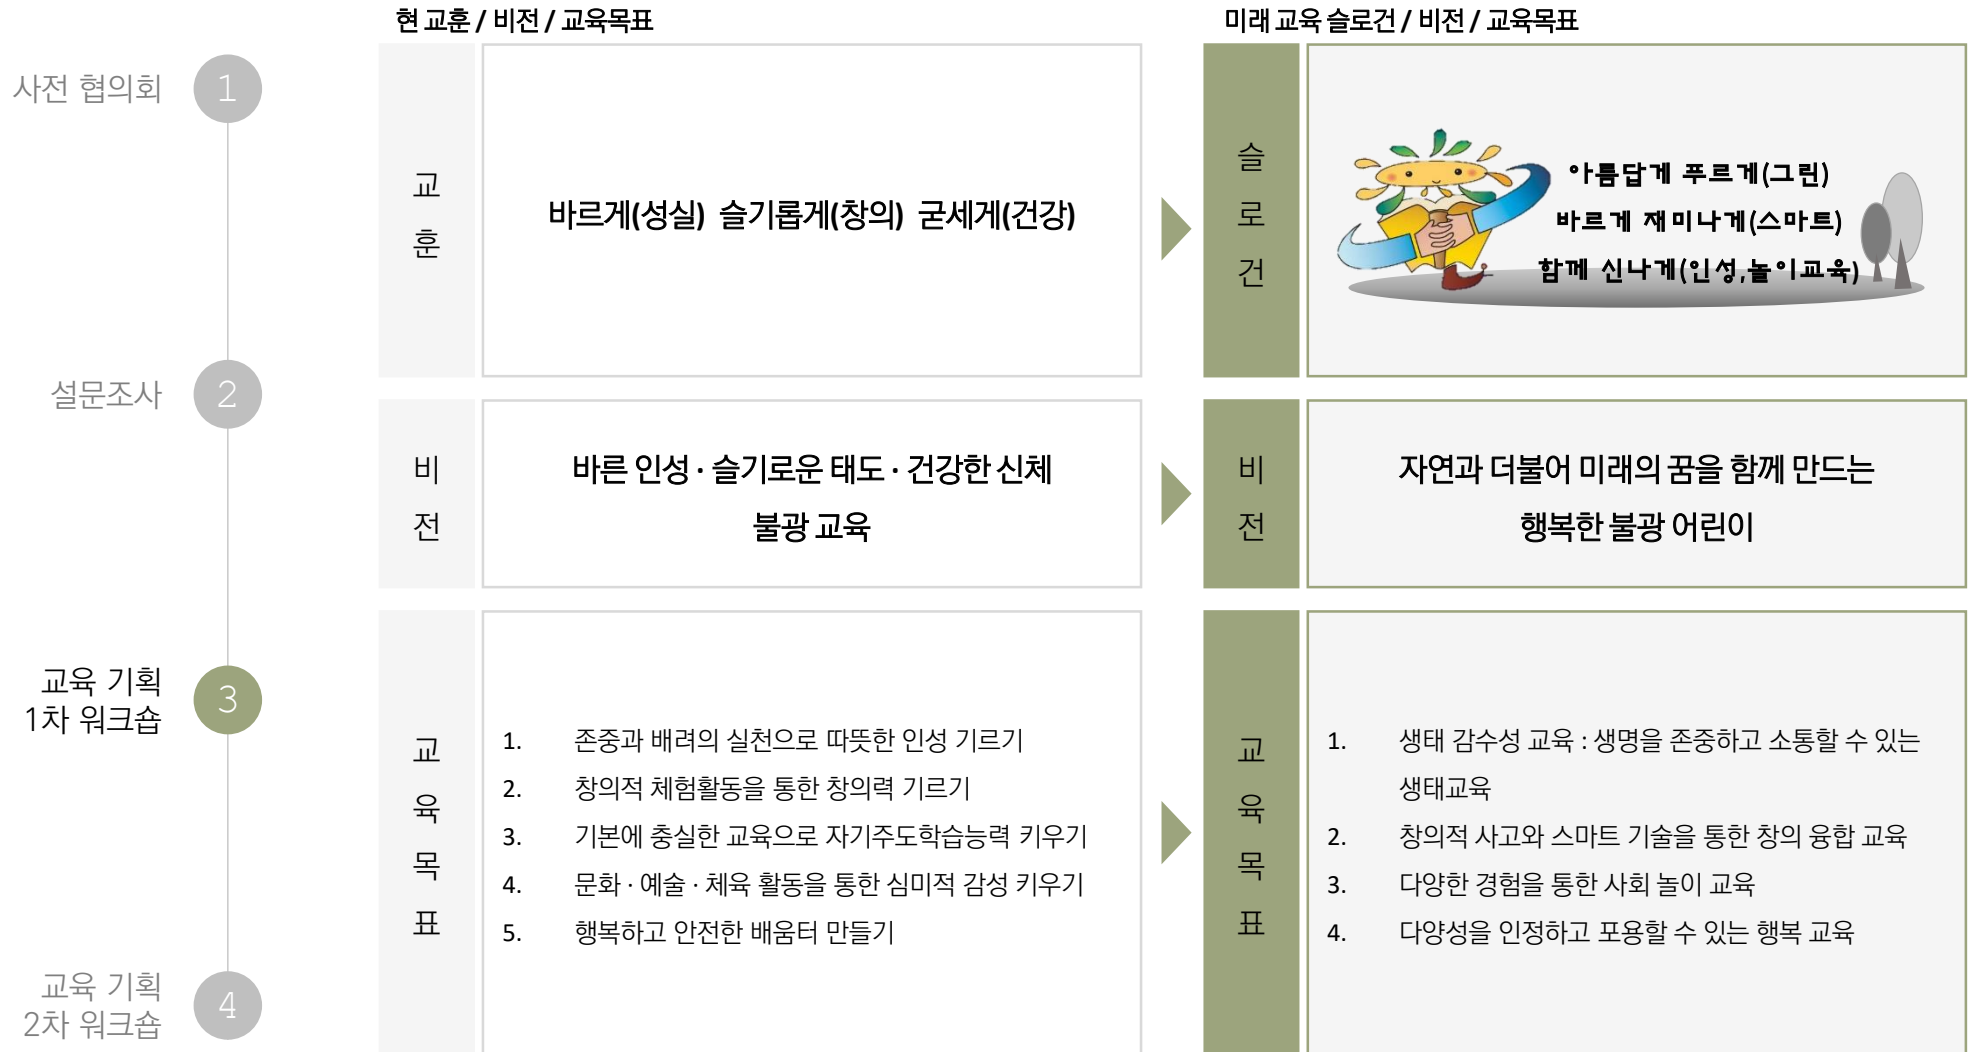 사전 협의회
1
설문조사
2
교육 기획
1차 워크숍
3
교육 기획
2차 워크숍
4
현 교훈 / 비전 / 교육목표
교
훈
바르게(성실) 슬기롭게(창의) 굳세게(건강)
비
전
바른 인성 · 슬기로운 태도 · 건강한 신체
불광 교육
교
육
목
표
1. 존중과 배려의 실천으로 따뜻한 인성 기르기
2. 창의적 체험활동을 통한 창의력 기르기
3. 기본에 충실한 교육으로 자기주도학습능력 키우기
4. 문화 · 예술 · 체육 활동을 통한 심미적 감성 키우기
5. 행복하고 안전한 배움터 만들기
미래 교육 슬로건 / 비전 / 교육목표
슬
로
건
아름답게 푸르게(그린)
바르게 재미나게(스마트)
함께 신나게(인성,놀이교육)
비
전
자연과 더불어 미래의 꿈을 함께 만드는
행복한 불광 어린이
교
육
목
표
1. 생태 감수성 교육 : 생명을 존중하고 소통할 수 있는
생태교육
2. 창의적 사고와 스마트 기술을 통한 창의 융합 교육
3. 다양한 경험을 통한 사회 놀이 교육
4. 다양성을 인정하고 포용할 수 있는 행복 교육